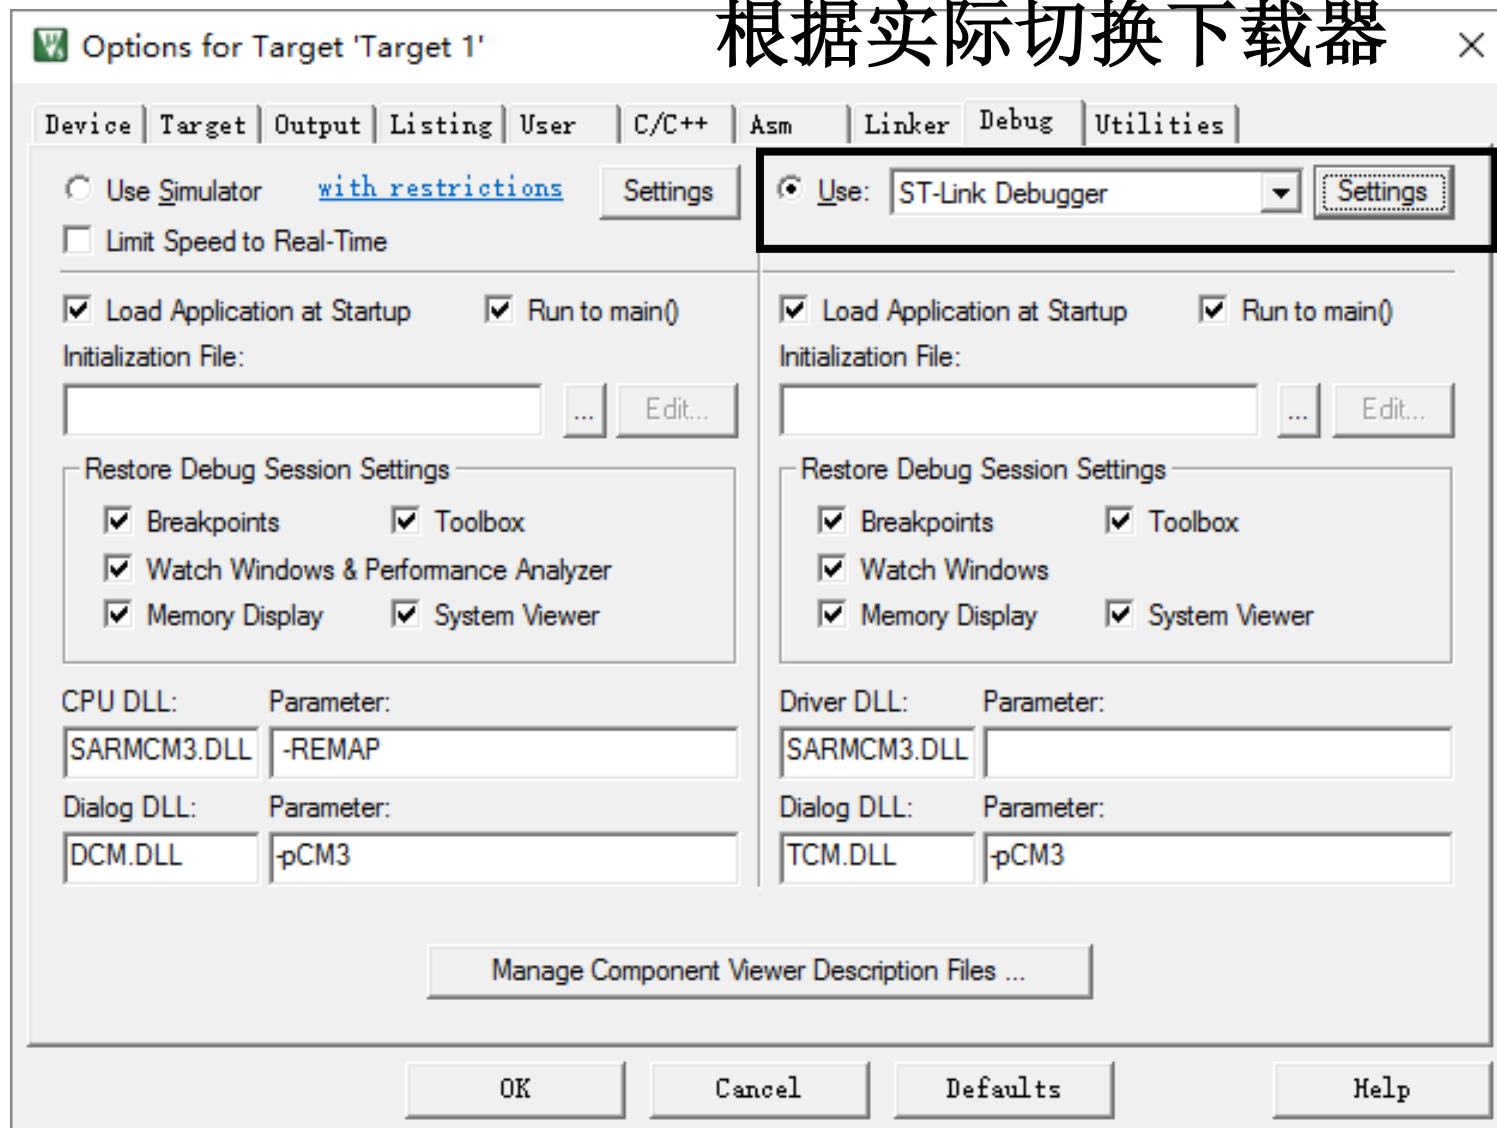 根据实际切换下载器
Options for Target 'Target 1'
Device Target Output Listing User C/C++ Asm Linker Debug Utilities
Use Simulator with restrictions Settings Use: ST-Link Debugger Settings
Limit Speed to Real-Time
Load Application at Startup Run to main() Load Application at Startup Run to main()
Initialization File: Initialization File:
... Edit... ... Edit...
Restore Debug Session Settings Restore Debug Session Settings
Breakpoints Toolbox Breakpoints Toolbox
Watch Windows & Performance Analyzer Watch Windows
Memory Display System Viewer Memory Display System Viewer
CPU DLL: Parameter: Driver DLL: Parameter:
SARMCM3.DLL -REMAP SARMCM3.DLL
Dialog DLL: Parameter: Dialog DLL: Parameter:
DCM.DLL -pCM3 TCM.DLL -pCM3
Manage Component Viewer Description Files ...
OK Cancel Defaults Help